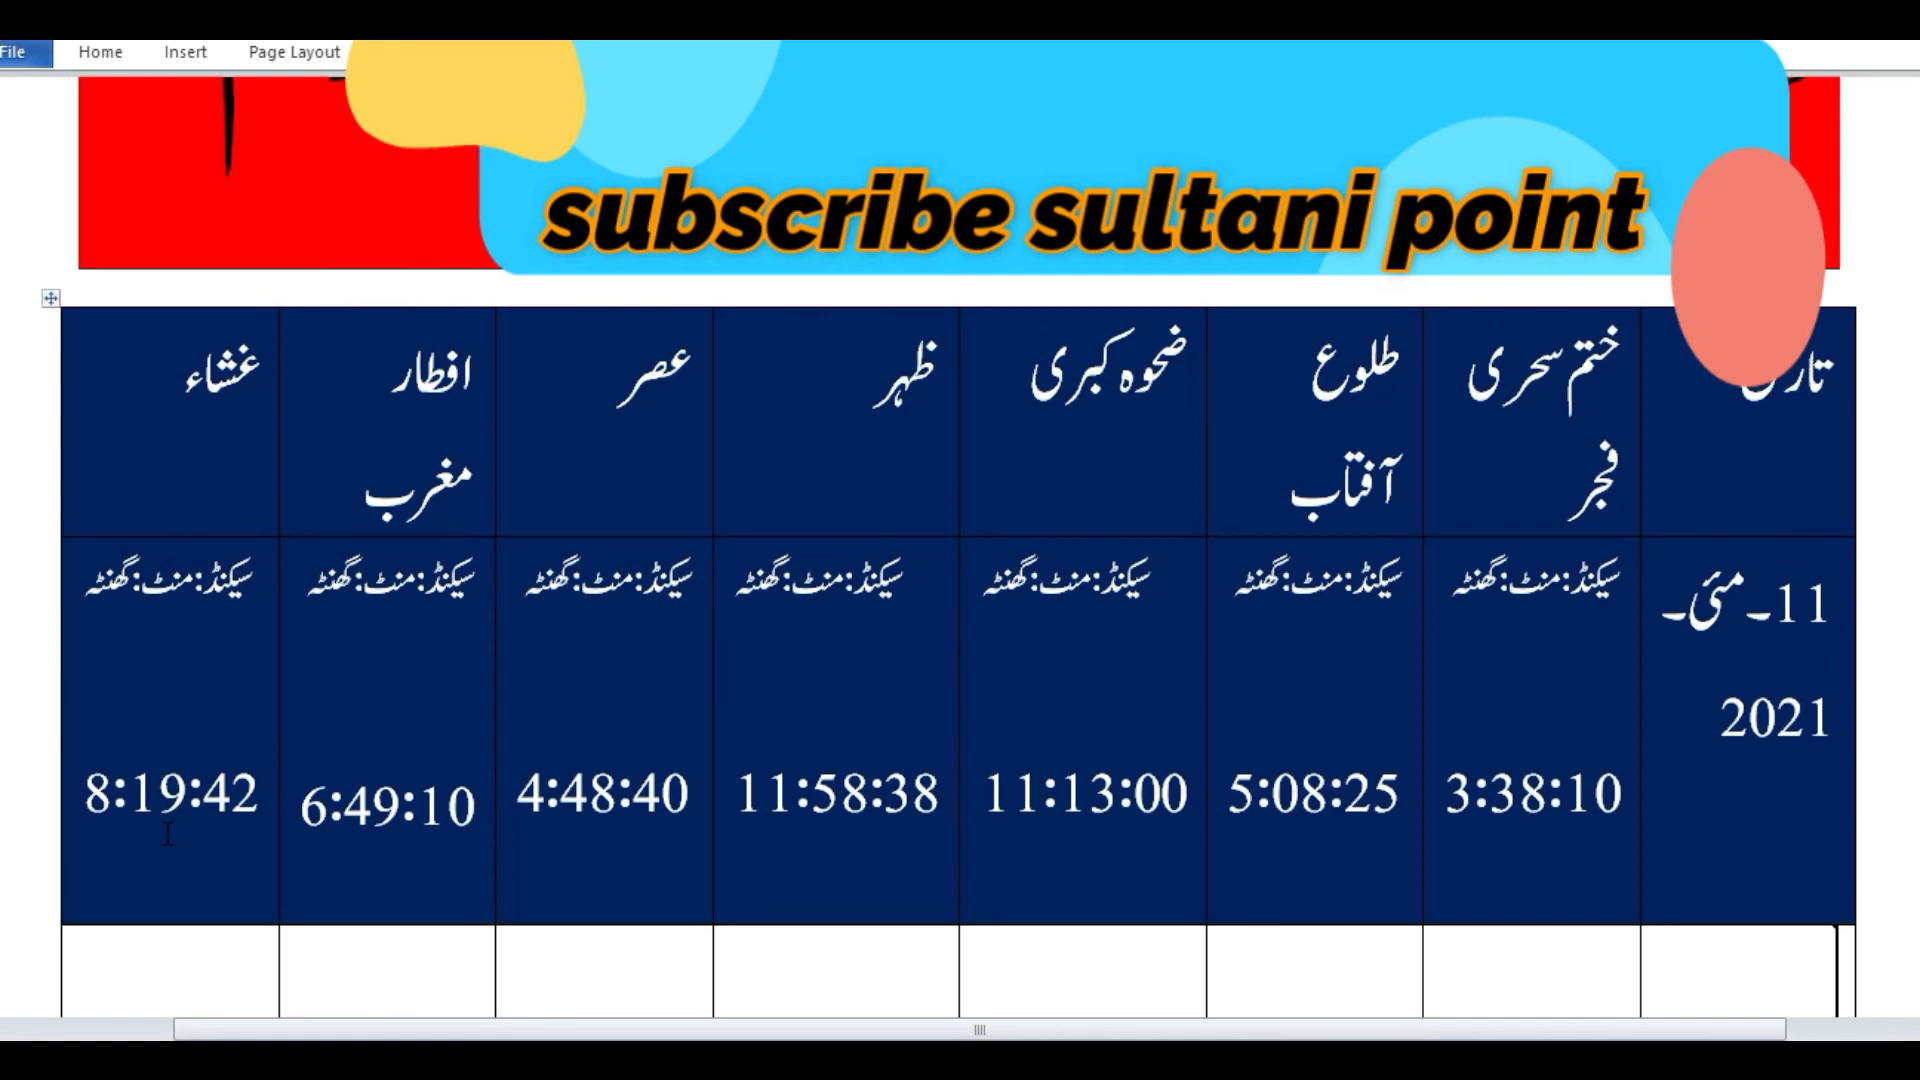 File Home Insert Page Layout
subscribe sultani point
ختم سحری طلوع ضحوہ کبری ظہر عصر افطار غشاء
فجر آفتاب مغرب
11۔مئی۔ سیکنڈ:منٹ:گھنٹہ سیکنڈ:منٹ:گھنٹہ سیکنڈ:منٹ:گھنٹہ سیکنڈ:منٹ:گھنٹہ سیکنڈ:منٹ:گھنٹہ سیکنڈ:منٹ:گھنٹہ سیکنڈ:منٹ:گھنٹہ
2021
3:38:10 5:08:25 11:13:00 11:58:38 4:48:40 6:49:10 8:19:42